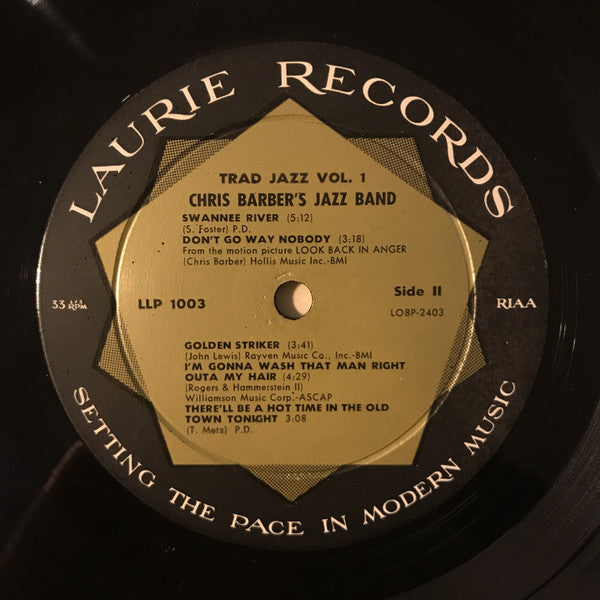 LAURIE RECORDS
TRAD JAZZ VOL. 1
CHRIS BARBER'S JAZZ BAND
SWANNEE RIVER (5:12)
(S. Foster) P.D.
DON'T GO WAY NOBODY (3:18)
From the motion picture LOOK BACK IN ANGER
(Chris Barber) Hollis Music Inc.-BMI
33 1/3 RPM
LLP 1003
Side II
LO8P-2403
RIAA
GOLDEN STRIKER (3:41)
(John Lewis) Rayven Music Co., Inc.-BMI
I'M GONNA WASH THAT MAN RIGHT
OUTA MY HAIR (4:29)
(Rogers & Hammerstein II)
Williamson Music Corp.-ASCAP
THERE'LL BE A HOT TIME IN THE OLD
TOWN TONIGHT 3:08
(T. Metz) P.D.
SETTING THE PACE IN MODERN MUSIC